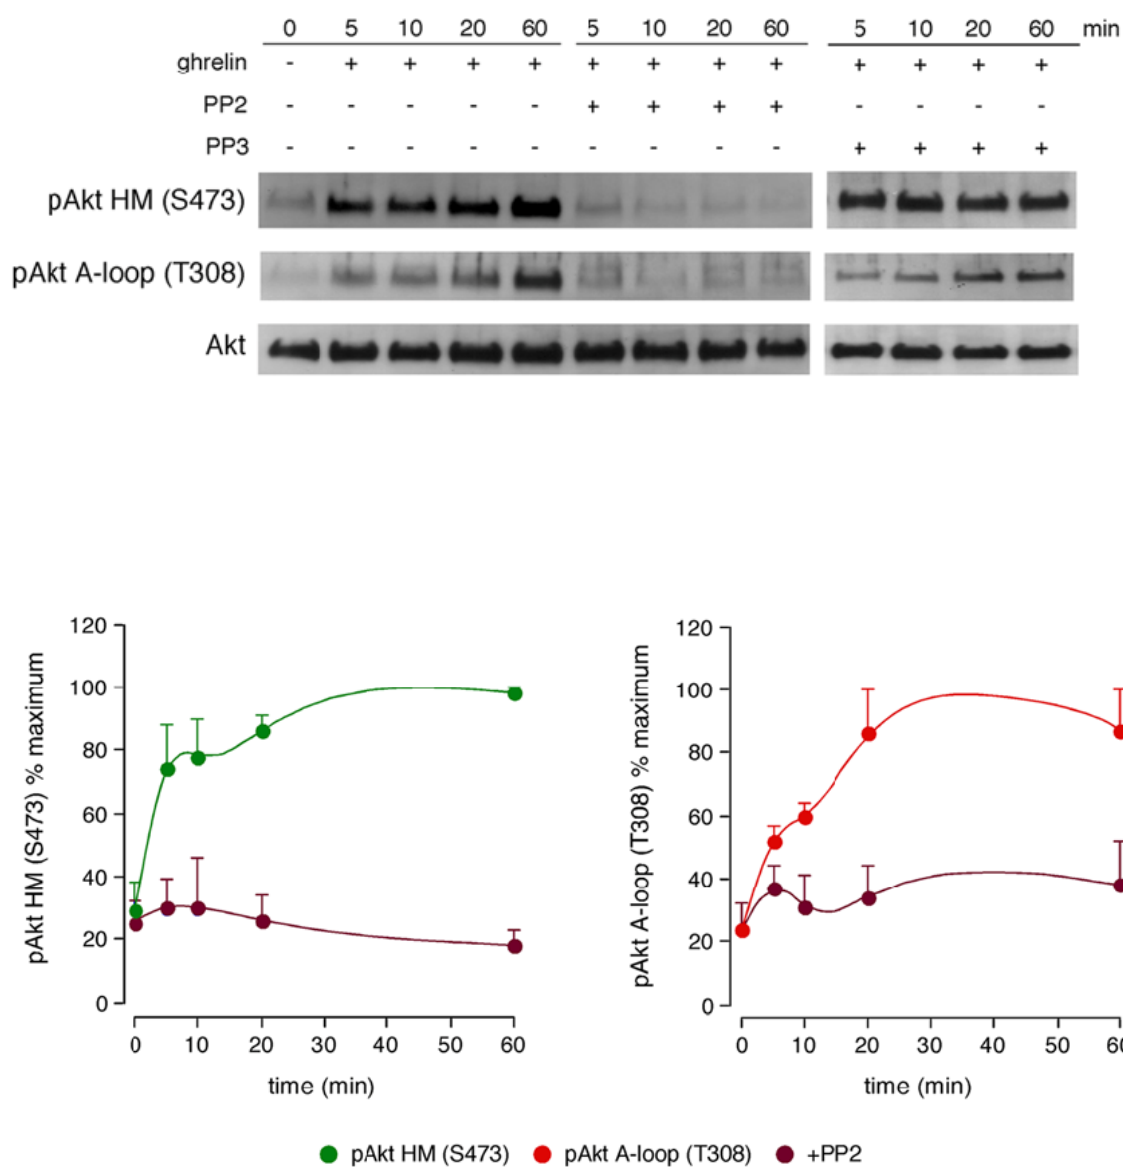 0 5 10 20 60 5 10 20 60 5 10 20 60 min
ghrelin - + + + + + + + + + + + +
PP2 - - - - - + + + + - - - -
PP3 - - - - - - - - - + + + +
pAkt HM (S473)
pAkt A-loop (T308)
Akt
pAkt HM (S473) % maximum
120
100
80
60
40
20
0
0 10 20 30 40 50 60
time (min)
pAkt A-loop (T308) % maximum
120
100
80
60
40
20
0
0 10 20 30 40 50 60
time (min)
pAkt HM (S473) pAkt A-loop (T308) +PP2